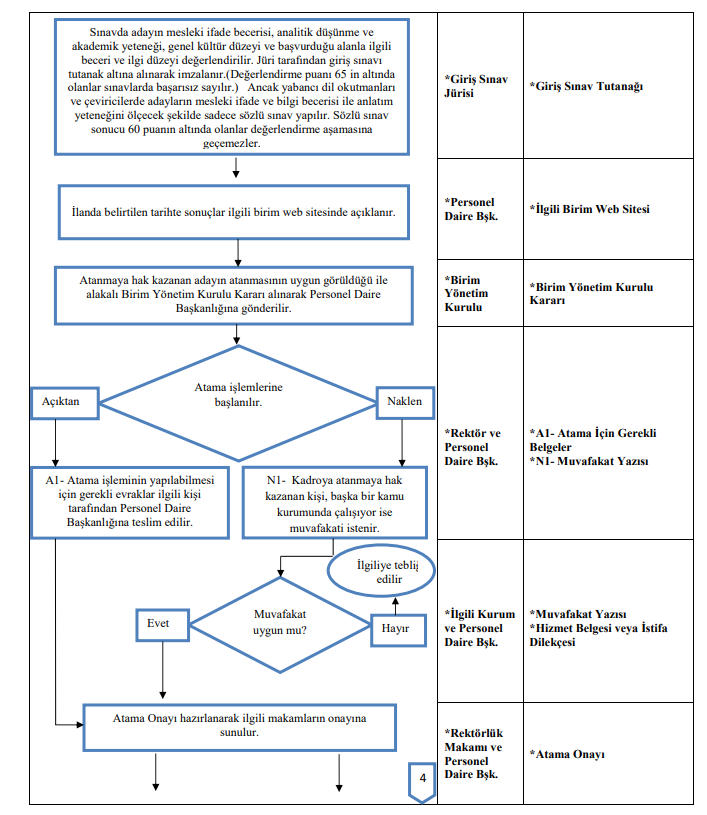 Sınavda adayın mesleki ifade becerisi, analitik düşünme ve
akademik yeteneği, genel kültür düzeyi ve başvurduğu alanla ilgili
beceri ve ilgi düzeyi değerlendirilir. Jüri tarafından giriş sınavı
tutanak altına alınarak imzalanır.(Değerlendirme puanı 65 in altında
olanlar sınavlarda başarısız sayılır.) Ancak yabancı dil okutmanları
ve çeviricilerde adayların mesleki ifade ve bilgi becerisi ile anlatım
yeteneğini ölçecek şekilde sadece sözlü sınav yapılır. Sözlü sınav
sonucu 60 puanın altında olanlar değerlendirme aşamasına
geçemezler.
*Giriş Sınav
Jürisi
*Giriş Sınav Tutanağı
İlanda belirtilen tarihte sonuçlar ilgili birim web sitesinde açıklanır.
*Personel
Daire Bşk.
*İlgili Birim Web Sitesi
Atanmaya hak kazanan adayın atanmasının uygun görüldüğü ile
alakalı Birim Yönetim Kurulu Kararı alınarak Personel Daire
Başkanlığına gönderilir.
*Birim
Yönetim
Kurulu
*Birim Yönetim Kurulu
Kararı
Atama işlemlerine
başlanılır.
Açıktan
Naklen
A1- Atama işleminin yapılabilmesi
için gerekli evraklar ilgili kişi
tarafından Personel Daire
Başkanlığına teslim edilir.
N1- Kadroya atanmaya hak
kazanan kişi, başka bir kamu
kurumunda çalışıyor ise
muvafakati istenir.
*Rektör ve
Personel
Daire Bşk.
*A1- Atama İçin Gerekli
Belgeler
*N1- Muvafakat Yazısı
İlgiliye tebliğ
edilir
Muvafakat
uygun mu?
Evet
Hayır
*İlgili Kurum
ve Personel
Daire Bşk.
*Muvafakat Yazısı
*Hizmet Belgesi veya İstifa
Dilekçesi
Atama Onayı hazırlanarak ilgili makamların onayına
sunulur.
*Rektörlük
Makamı ve
Personel
Daire Bşk.
*Atama Onayı
4